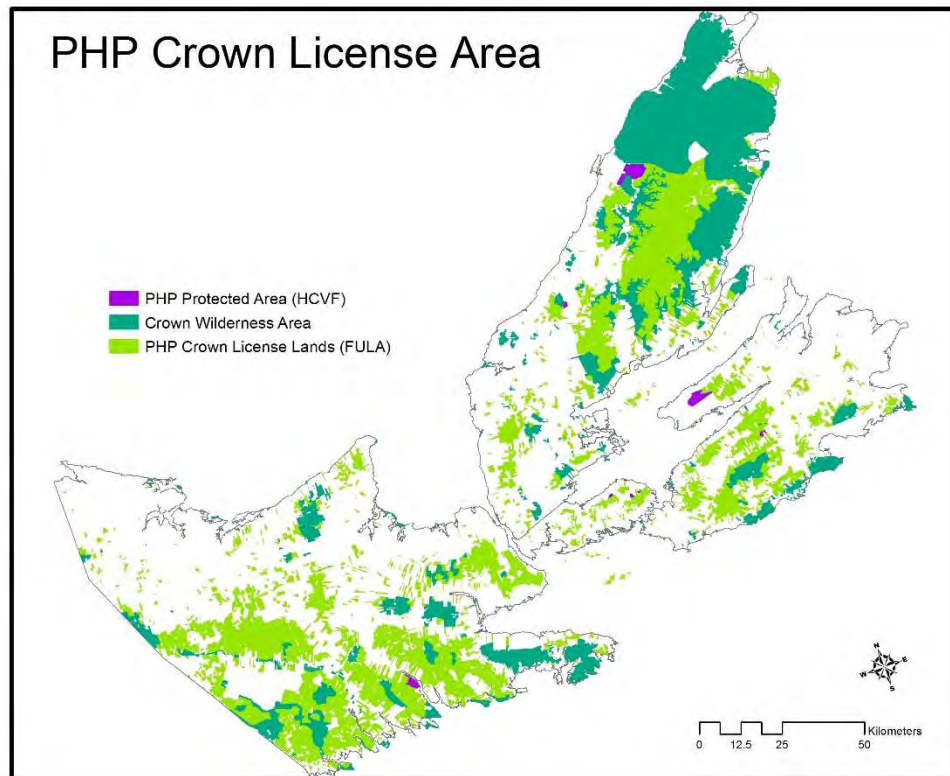 PHP Crown License Area
PHP Protected Area (HCVF)
Crown Wilderness Area
PHP Crown License Lands (FULA)
N
W E
S
Kilometers
0 12.5 25 50